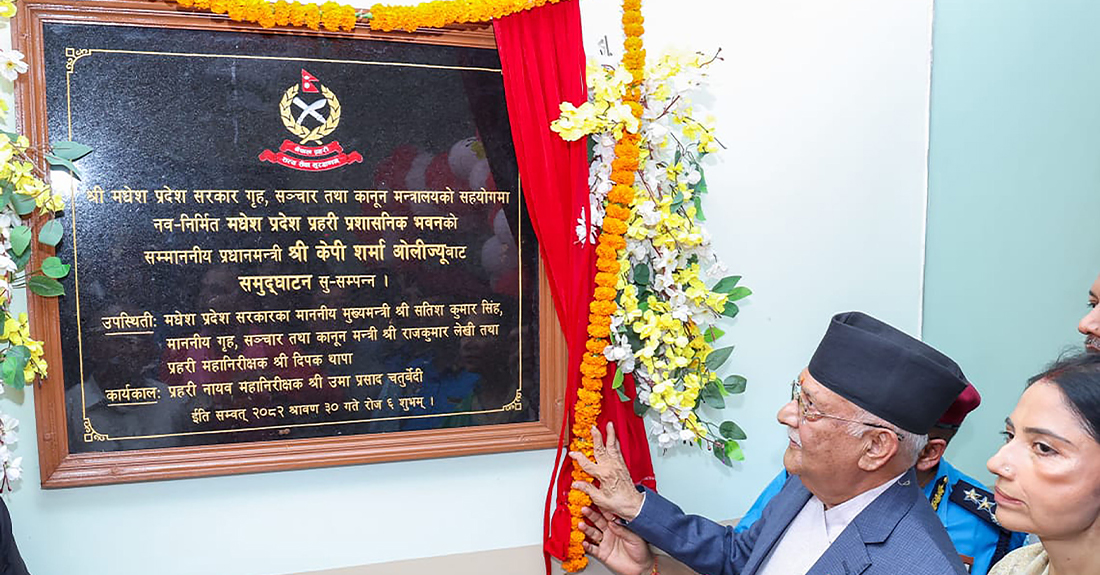 नेपाल प्रहरी
सत्य सेवा सुरक्षणम्
श्री मधेश प्रदेश सरकार गृह, सञ्चार तथा कानून मन्त्रालयको सहयोगमा
नव-निर्मित मधेश प्रदेश प्रहरी प्रशासनिक भवनको
सम्माननीय प्रधानमन्त्री श्री केपी शर्मा ओलीज्यूबाट
समुद्घाटन सु-सम्पन्न ।
उपस्थिती: मधेश प्रदेश सरकारका माननीय मुख्यमन्त्री श्री सतिश कुमार सिंह,
माननीय गृह, सञ्चार तथा कानून मन्त्री श्री राजकुमार लेखी तथा
प्रहरी महानिरीक्षक श्री दिपक थापा
कार्यकाल: प्रहरी नायव महानिरीक्षक श्री उमा प्रसाद चतुर्वेदी
ईति सम्वत् २०८२ श्रावण ३० गते रोज ६ शुभम् ।